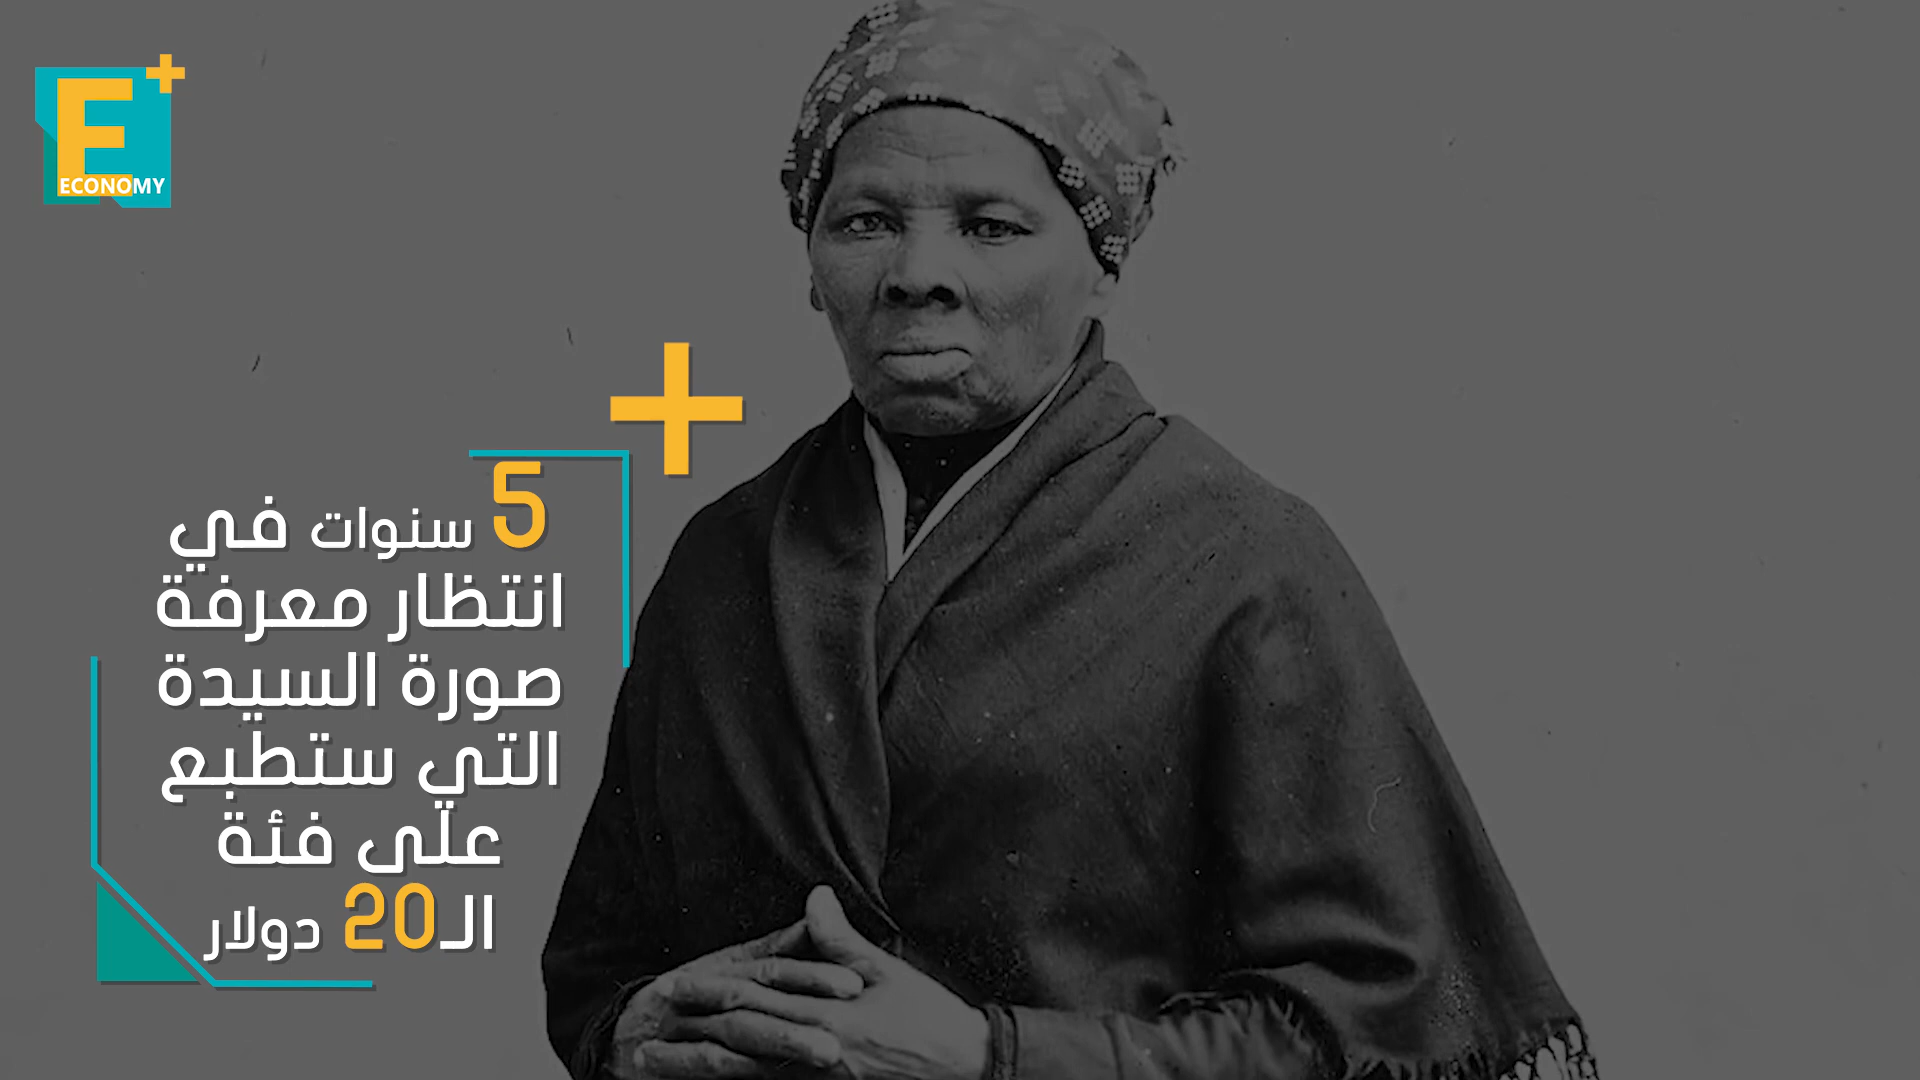 E+
ECONOMY
5 سنوات في
انتظار معرفة
صورة السيدة
التي ستطبع
على فئة
الـ20 دولار